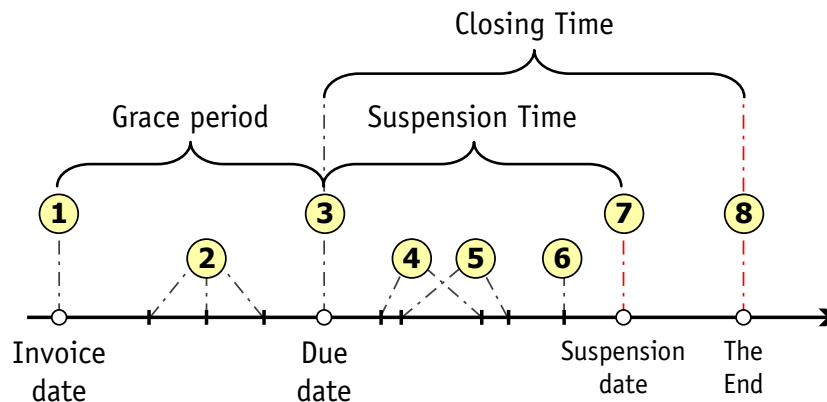 Closing Time
Grace period
Suspension Time
1
3
7
8
2
4
5
6
Invoice
date
Due
date
Suspension
date
The
End